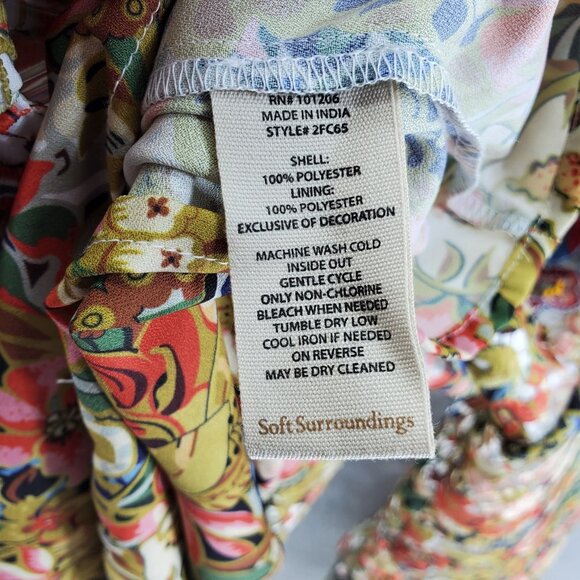 RN# 101206
MADE IN INDIA
STYLE# 2FC65
SHELL:
100% POLYESTER
LINING:
100% POLYESTER
EXCLUSIVE OF DECORATION
MACHINE WASH COLD
INSIDE OUT
GENTLE CYCLE
ONLY NON-CHLORINE
BLEACH WHEN NEEDED
TUMBLE DRY LOW
COOL IRON IF NEEDED
ON REVERSE
MAY BE DRY CLEANED
Soft Surroundings